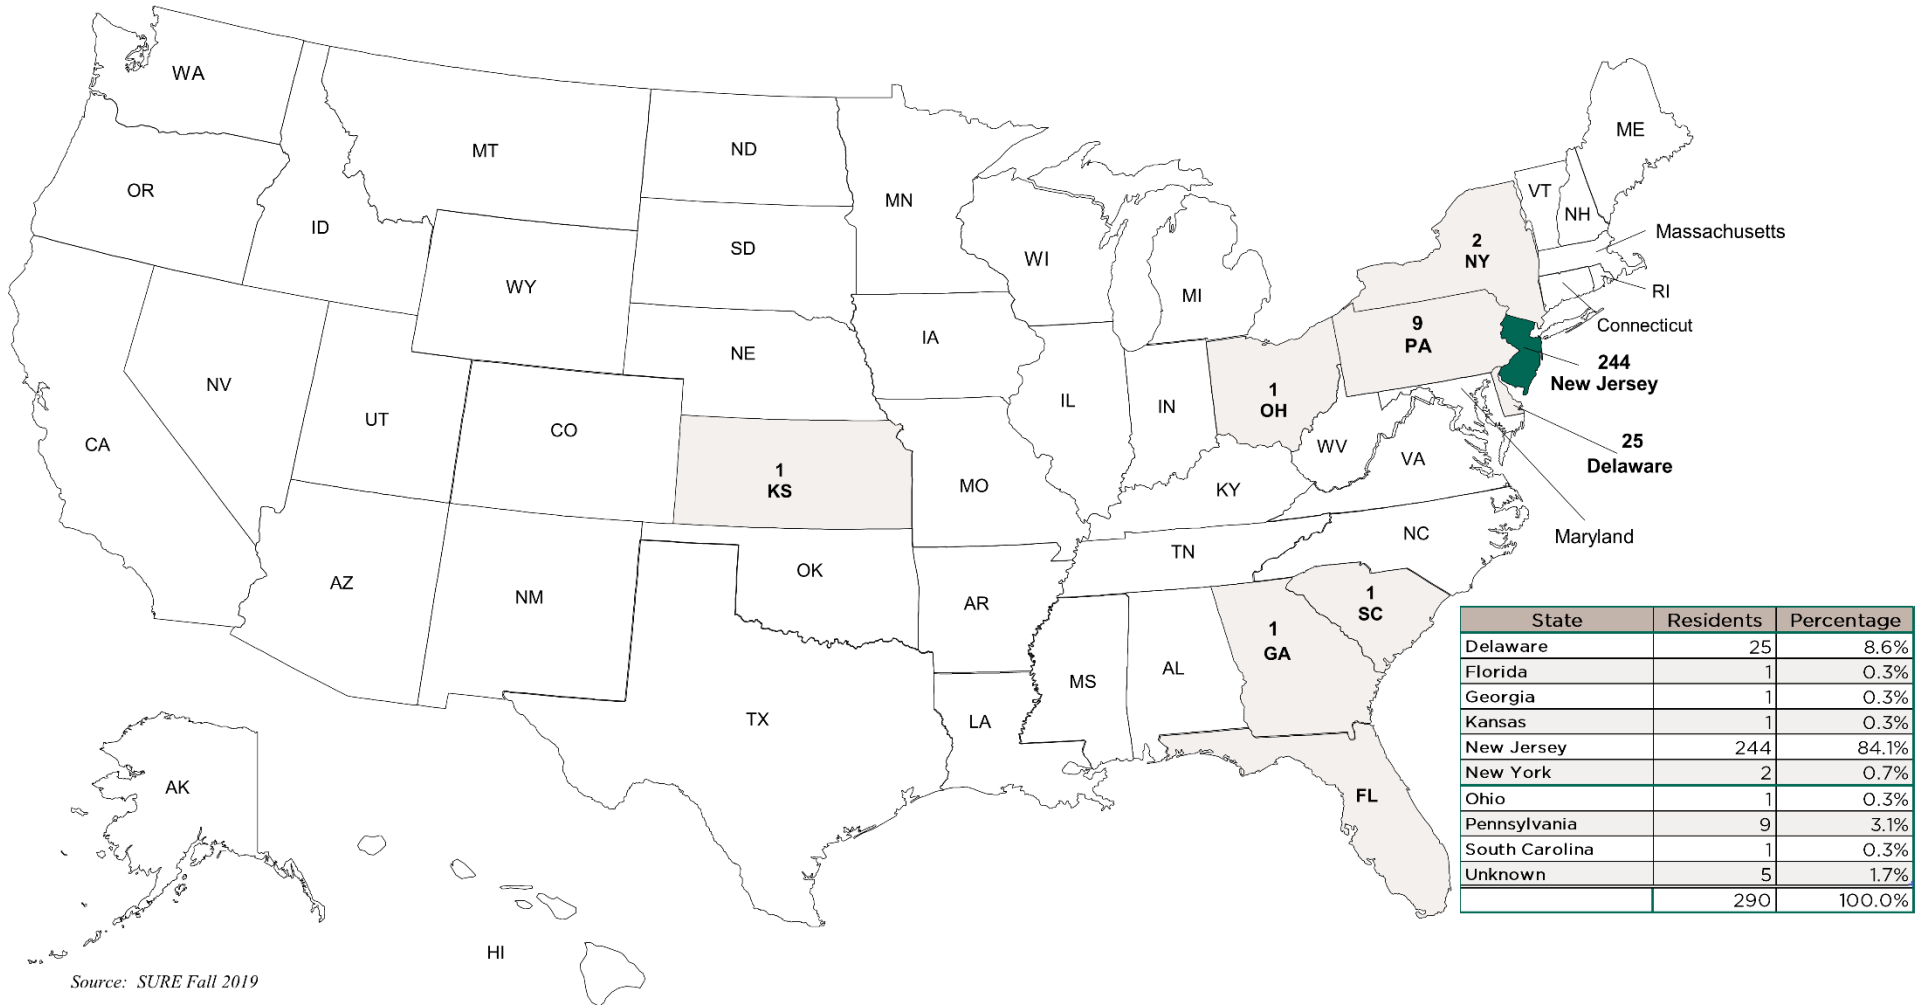 WA
OR
CA
NV
ID
MT
WY
UT
AZ
CO
NM
ND
SD
NE
1
KS
OK
TX
MN
IA
MO
AR
LA
WI
IL
MI
IN
1
OH
KY
TN
MS
AL
1
GA
FL
1
SC
NC
VA
WV
9
PA
2
NY
VT
NH
ME
Massachusetts
RI
Connecticut
244
New Jersey
25
Delaware
Maryland
AK
HI
State Residents Percentage
Delaware 25 8.6%
Florida 1 0.3%
Georgia 1 0.3%
Kansas 1 0.3%
New Jersey 244 84.1%
New York 2 0.7%
Ohio 1 0.3%
Pennsylvania 9 3.1%
South Carolina 1 0.3%
Unknown 5 1.7%
290 100.0%
Source: SURE Fall 2019